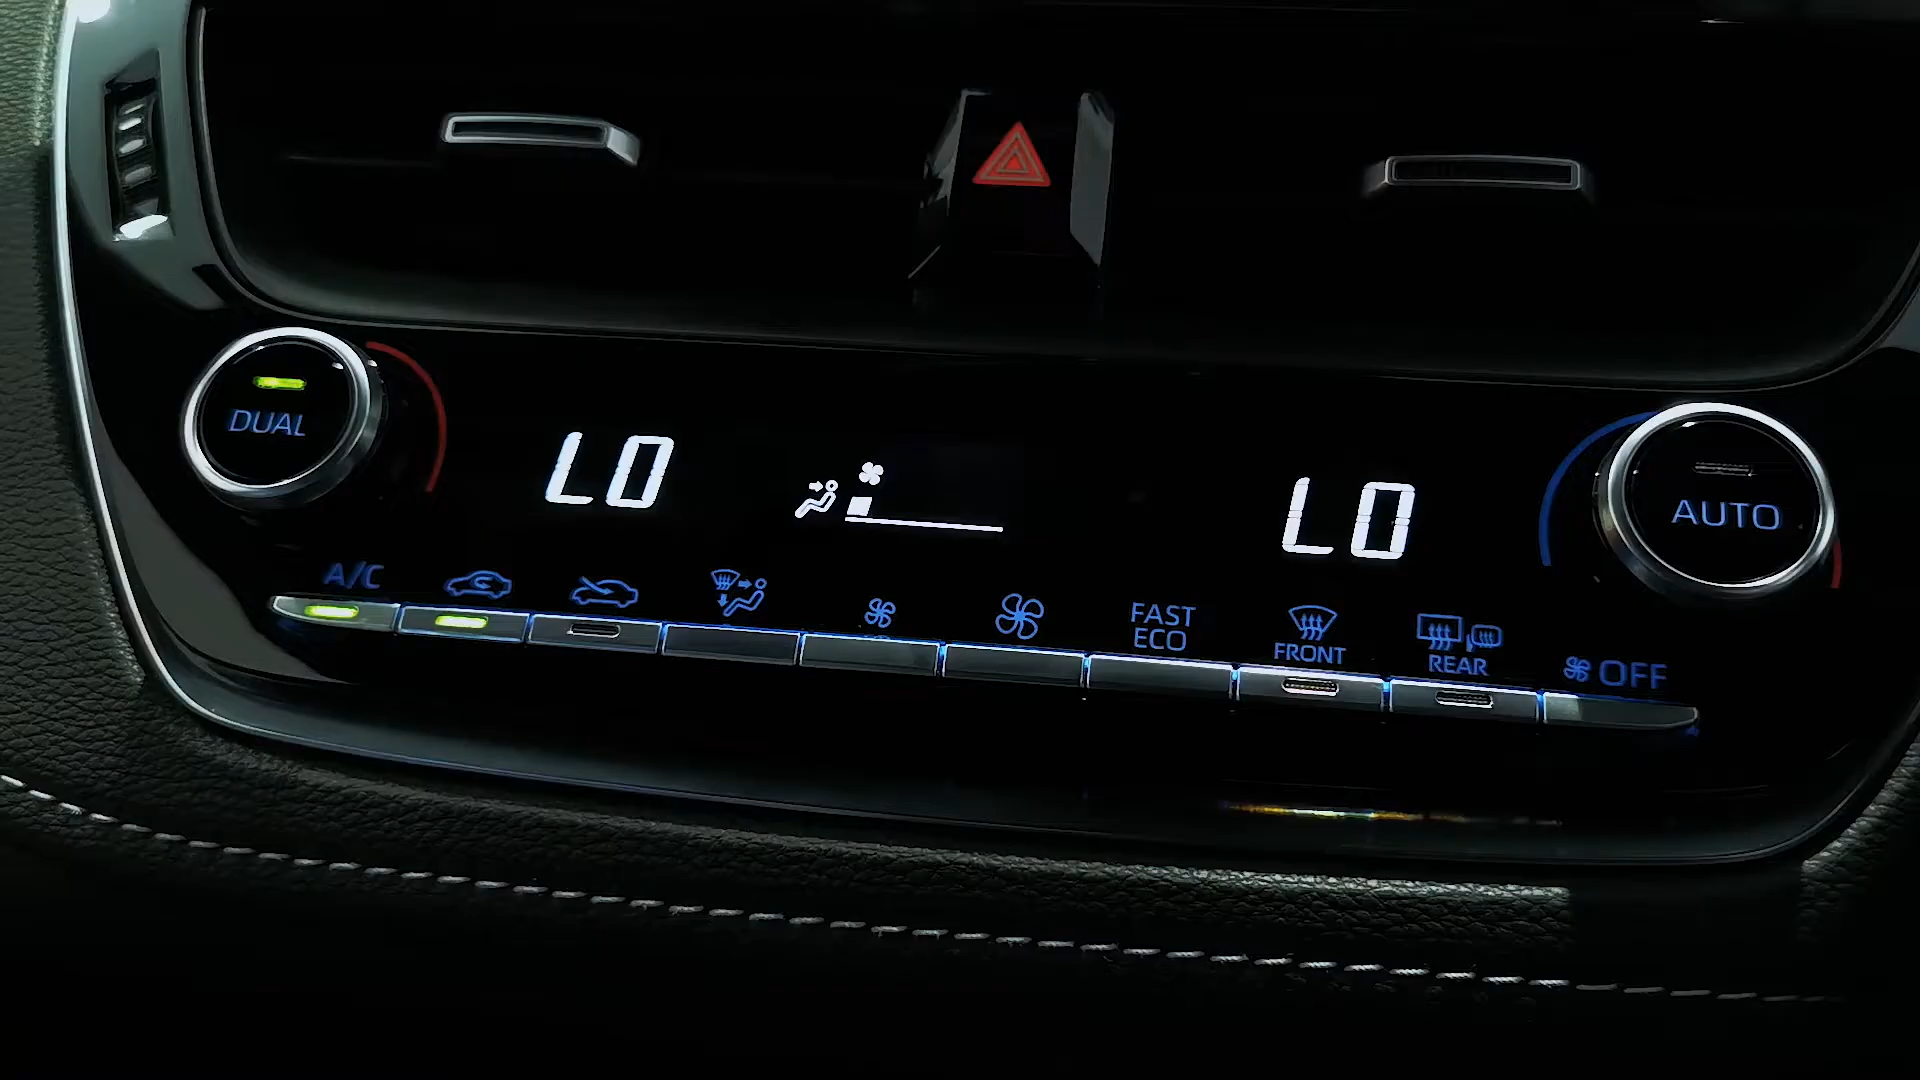 DUAL
LO
LO
AUTO
A/C
FAST
ECO
FRONT
REAR
OFF